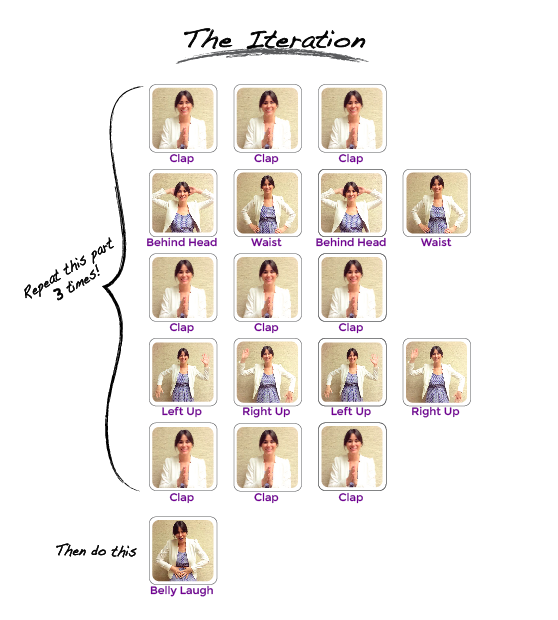 The Iteration
Clap Clap Clap
Behind Head Waist Behind Head Waist
Repeat this part
3 times!
Clap Clap Clap
Left Up Right Up Left Up Right Up
Clap Clap Clap
Then do this
Belly Laugh